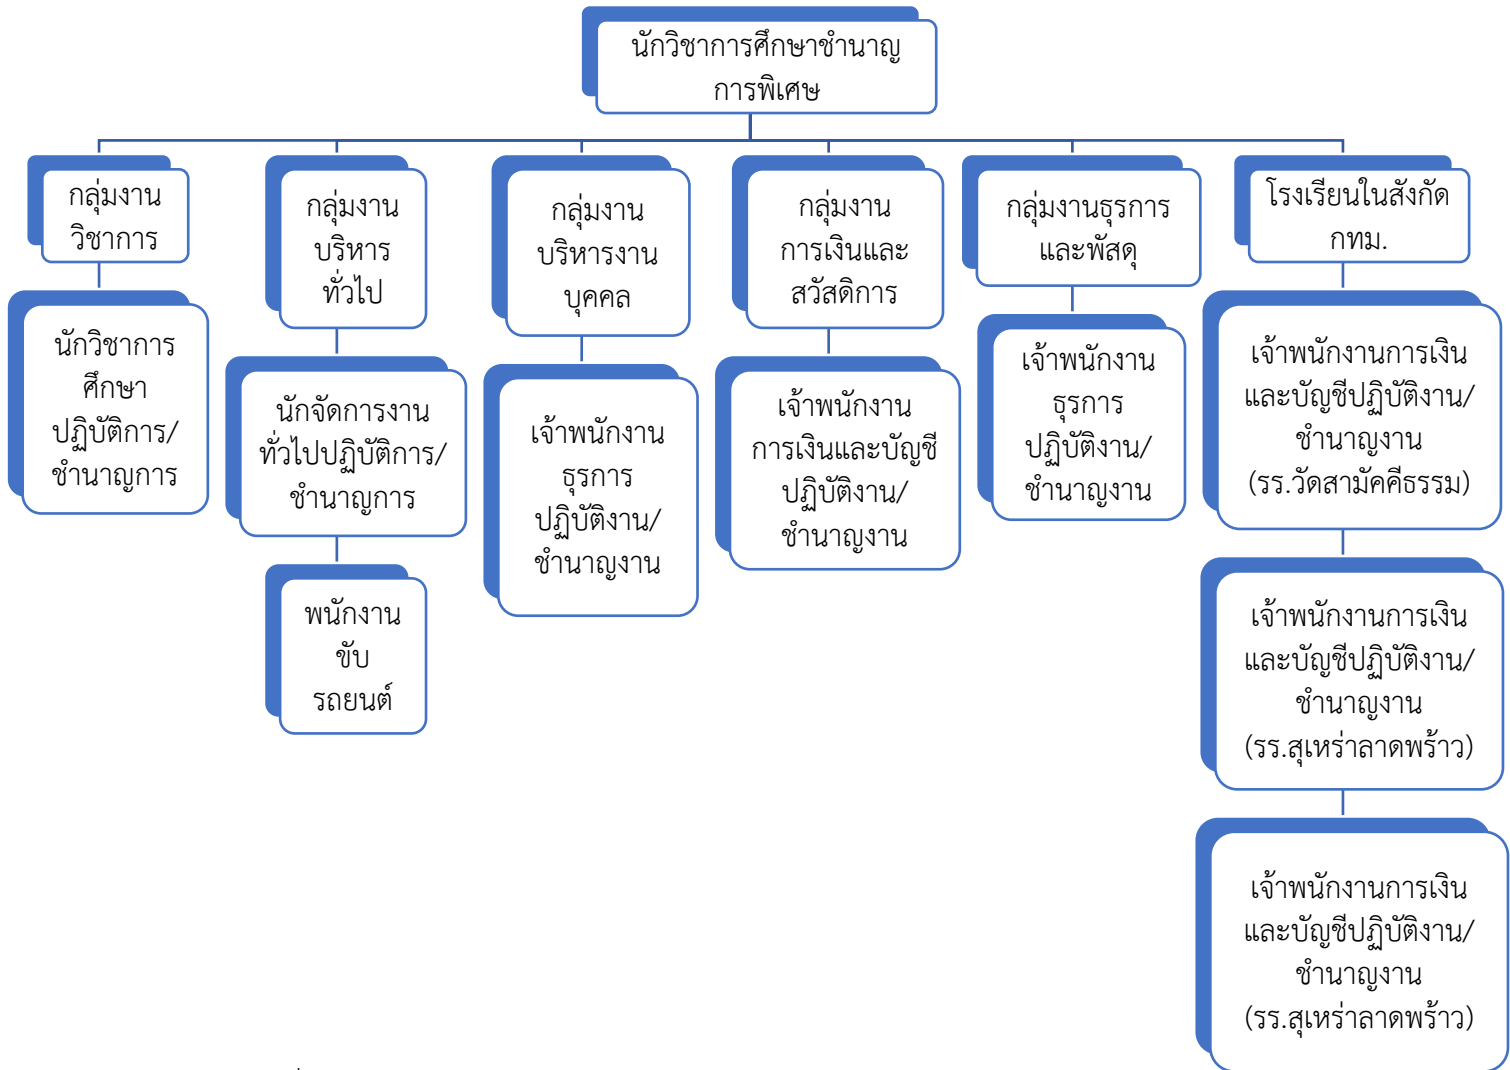 นักวิชาการศึกษาชำนาญ
การพิเศษ
กลุ่มงาน
วิชาการ
นักวิชาการ
ศึกษา
ปฏิบัติการ/
ชำนาญการ
กลุ่มงาน
บริหาร
ทั่วไป
นักจัดการงาน
ทั่วไปปฏิบัติการ/
ชำนาญการ
พนักงาน
ขับ
รถยนต์
กลุ่มงาน
บริหารงาน
บุคคล
เจ้าพนักงาน
ธุรการ
ปฏิบัติงาน/
ชำนาญงาน
กลุ่มงาน
การเงินและ
สวัสดิการ
เจ้าพนักงาน
การเงินและบัญชี
ปฏิบัติงาน/
ชำนาญงาน
กลุ่มงานธุรการ
และพัสดุ
เจ้าพนักงาน
ธุรการ
ปฏิบัติงาน/
ชำนาญงาน
โรงเรียนในสังกัด
กทม.
เจ้าพนักงานการเงิน
และบัญชีปฏิบัติงาน/
ชำนาญงาน
(รร.วัดสามัคคีธรรม)
เจ้าพนักงานการเงิน
และบัญชีปฏิบัติงาน/
ชำนาญงาน
(รร.สุเหร่าลาดพร้าว)
เจ้าพนักงานการเงิน
และบัญชีปฏิบัติงาน/
ชำนาญงาน
(รร.สุเหร่าลาดพร้าว)